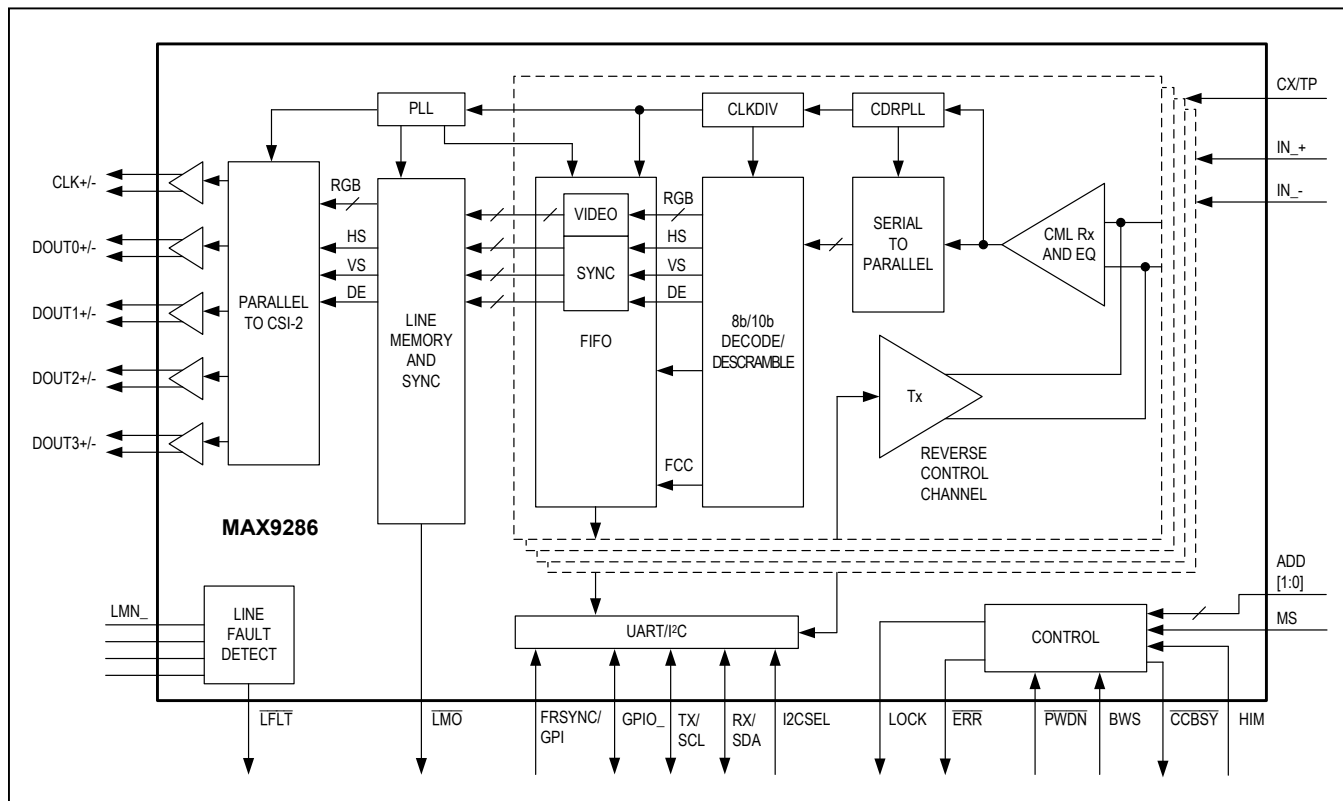 CX/TP
PLL
CLKDIV
CDRPLL
IN_+
IN_-
CLK+/-
DOUT0+/-
DOUT1+/-
DOUT2+/-
DOUT3+/-
PARALLEL
TO CSI-2
RGB
HS
VS
DE
LINE
MEMORY
AND
SYNC
VIDEO
SYNC
FIFO
RGB
HS
VS
DE
FCC
8b/10b
DECODE/
DESCRAMBLE
SERIAL
TO
PARALLEL
CML Rx
AND EQ
Tx
REVERSE
CONTROL
CHANNEL
MAX9286
LMN_
LINE
FAULT
DETECT
UART/I²C
CONTROL
ADD
[1:0]
MS
LFLT
LMO
FRSYNC/
GPI
GPIO_
TX/
SCL
RX/
SDA
I2CSEL
LOCK
ERR
PWDN
BWS
CCBSY
HIM